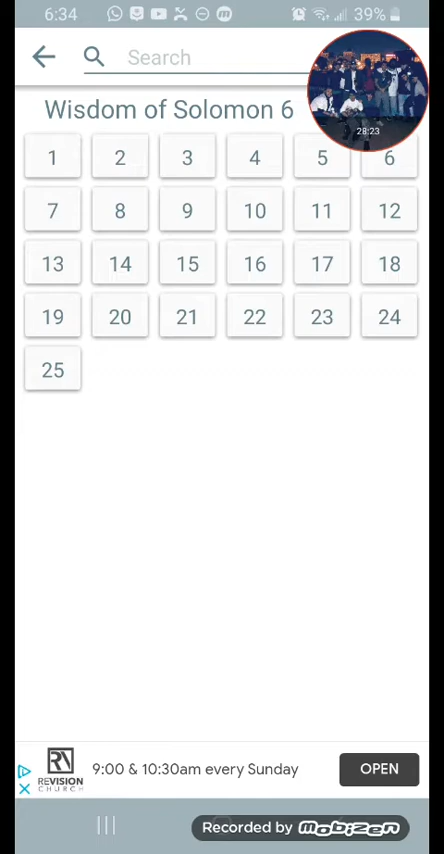 6:34
39%
Search
28:23
Wisdom of Solomon 6
1 2 3 4 5 6
7 8 9 10 11 12
13 14 15 16 17 18
19 20 21 22 23 24
25
REVISION
CHURCH
9:00 & 10:30am every Sunday
OPEN
Recorded by mobizen